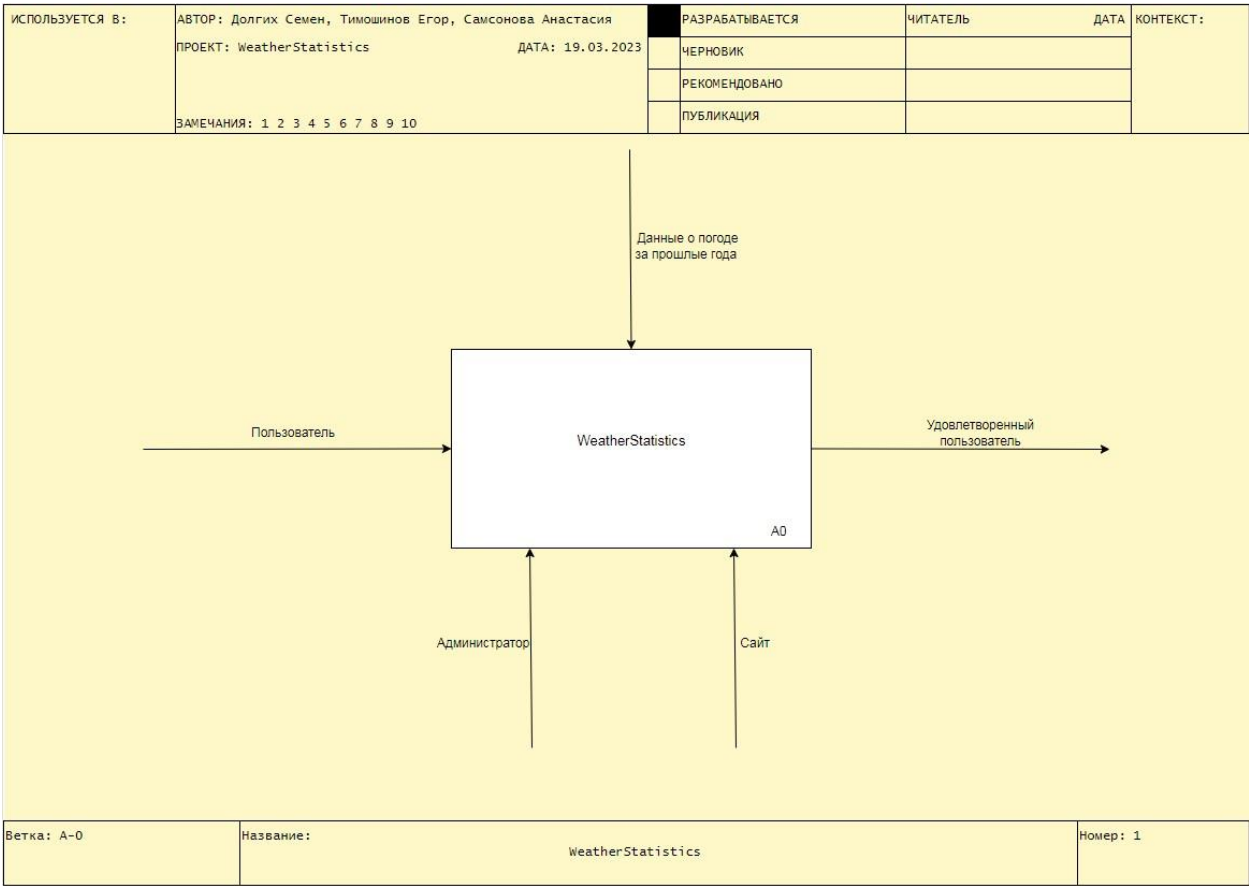 ИСПОЛЬЗУЕТСЯ В:
АВТОР: Долгих Семен, Тимошинов Егор, Самсонова Анастасия
ПРОЕКТ: WeatherStatistics
ДАТА: 19.03.2023
ЗАМЕЧАНИЯ: 1 2 3 4 5 6 7 8 9 10
РАЗРАБАТЫВАЕТСЯ
ЧЕРНОВИК
РЕКОМЕНДОВАНО
ПУБЛИКАЦИЯ
ЧИТАТЕЛЬ
ДАТА
КОНТЕКСТ:
Данные о погоде
за прошлые года
Пользователь
WeatherStatistics
A0
Удовлетворенный
пользователь
Администратор
Сайт
Ветка: A-0
Название:
WeatherStatistics
Номер: 1